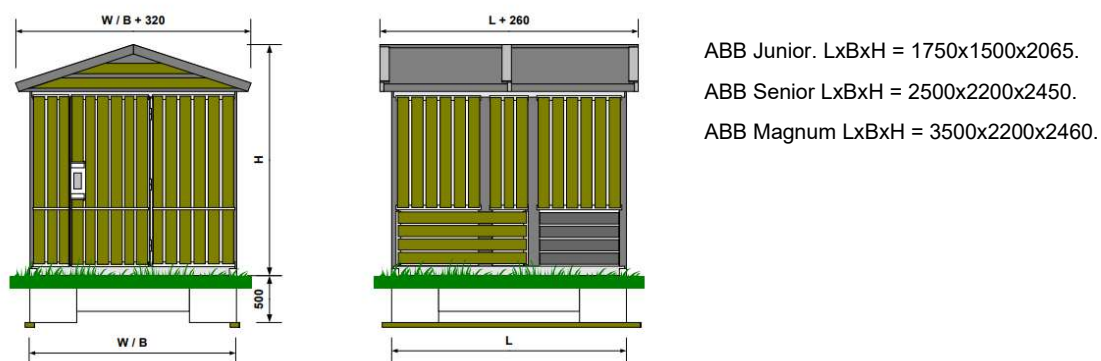 W / B + 320
L + 260
ABB Junior. LxBxH = 1750x1500x2065.
ABB Senior LxBxH = 2500x2200x2450.
ABB Magnum LxBxH = 3500x2200x2460.
H
500
W / B
L